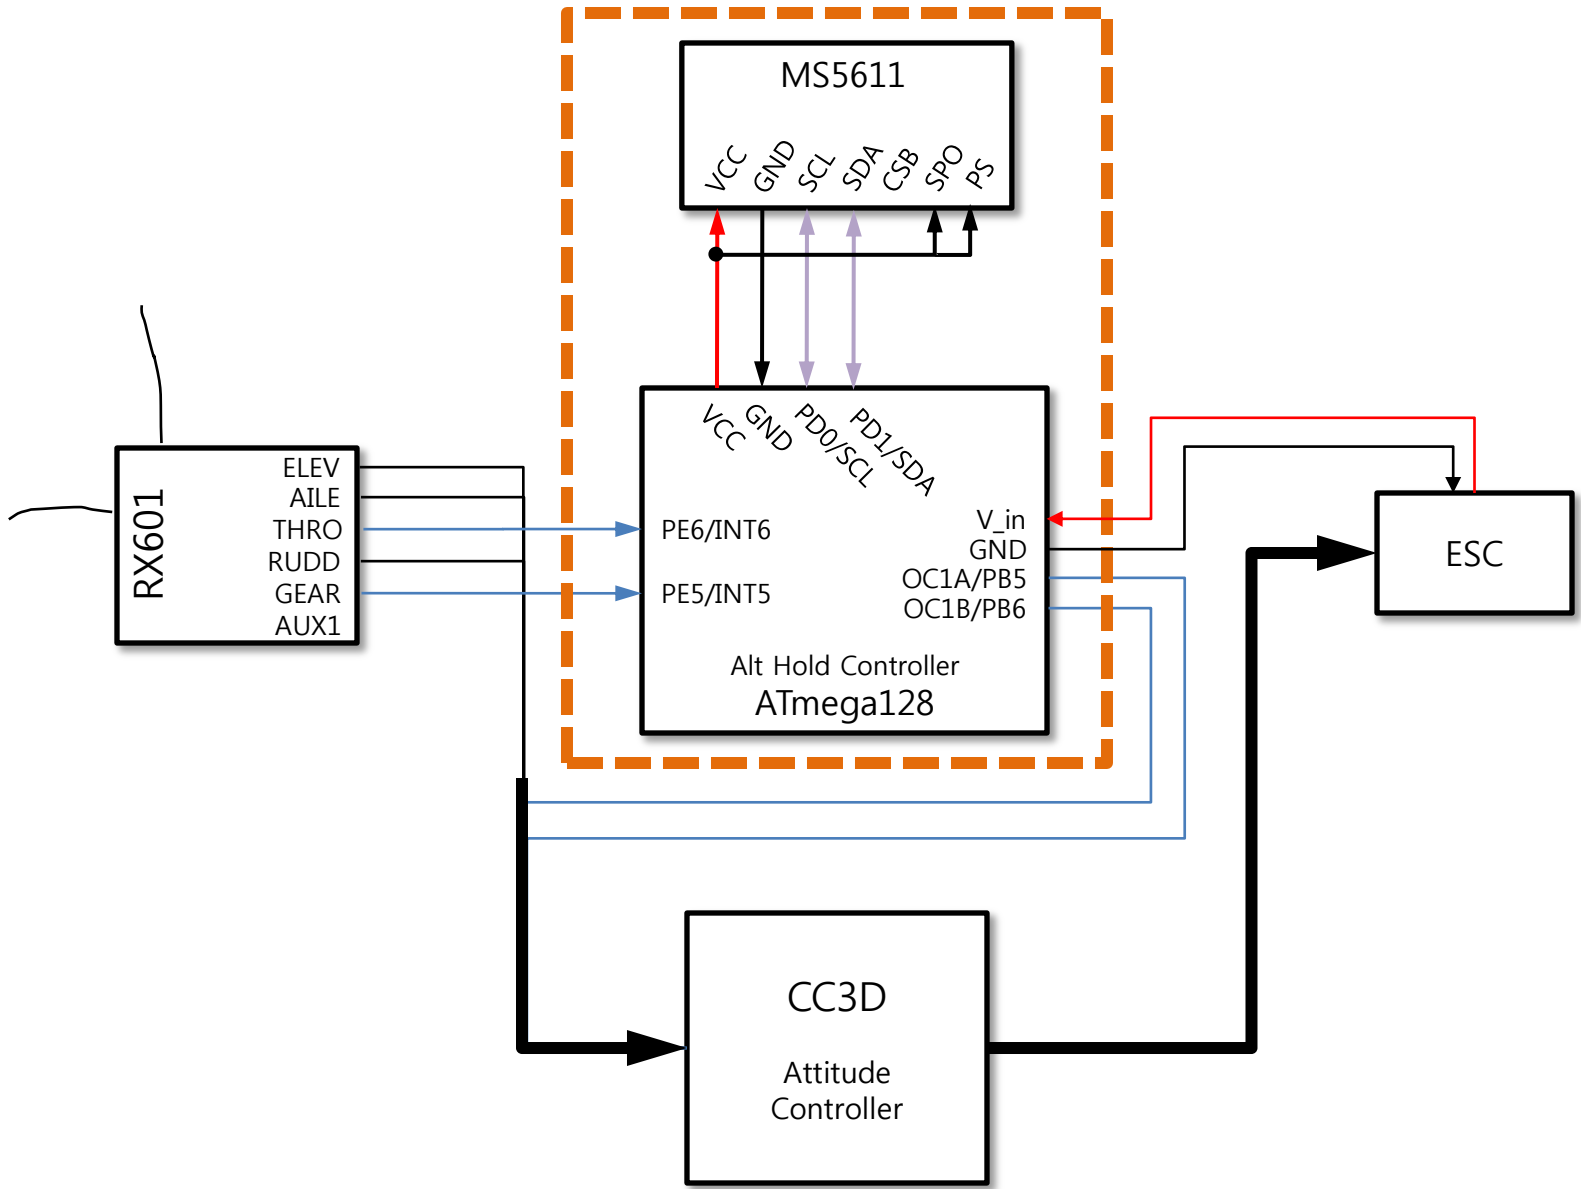 MS5611
VCC
GND
SCL
SDA
CSB
SPO
PS
VCC
GND
PD0/SCL
PD1/SDA
RX601
ELEV
AILE
THRO
RUDD
GEAR
AUX1
PE6/INT6
PE5/INT5
V_in
GND
OC1A/PB5
OC1B/PB6
Alt Hold Controller
ATmega128
ESC
CC3D
Attitude
Controller